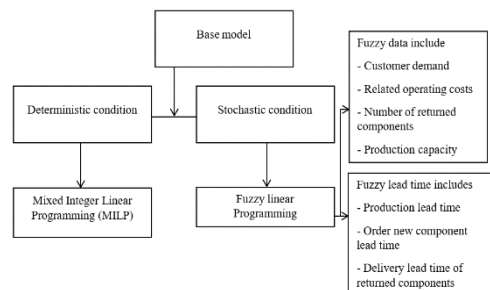 Base model
Deterministic condition
Stochastic condition
Mixed Integer Linear
Programming (MILP)
Fuzzy linear
Programming
Fuzzy data include
- Customer demand
- Related operating costs
- Number of returned
components
- Production capacity
Fuzzy lead time includes
- Production lead time
- Order new component
lead time
- Delivery lead time of
returned components